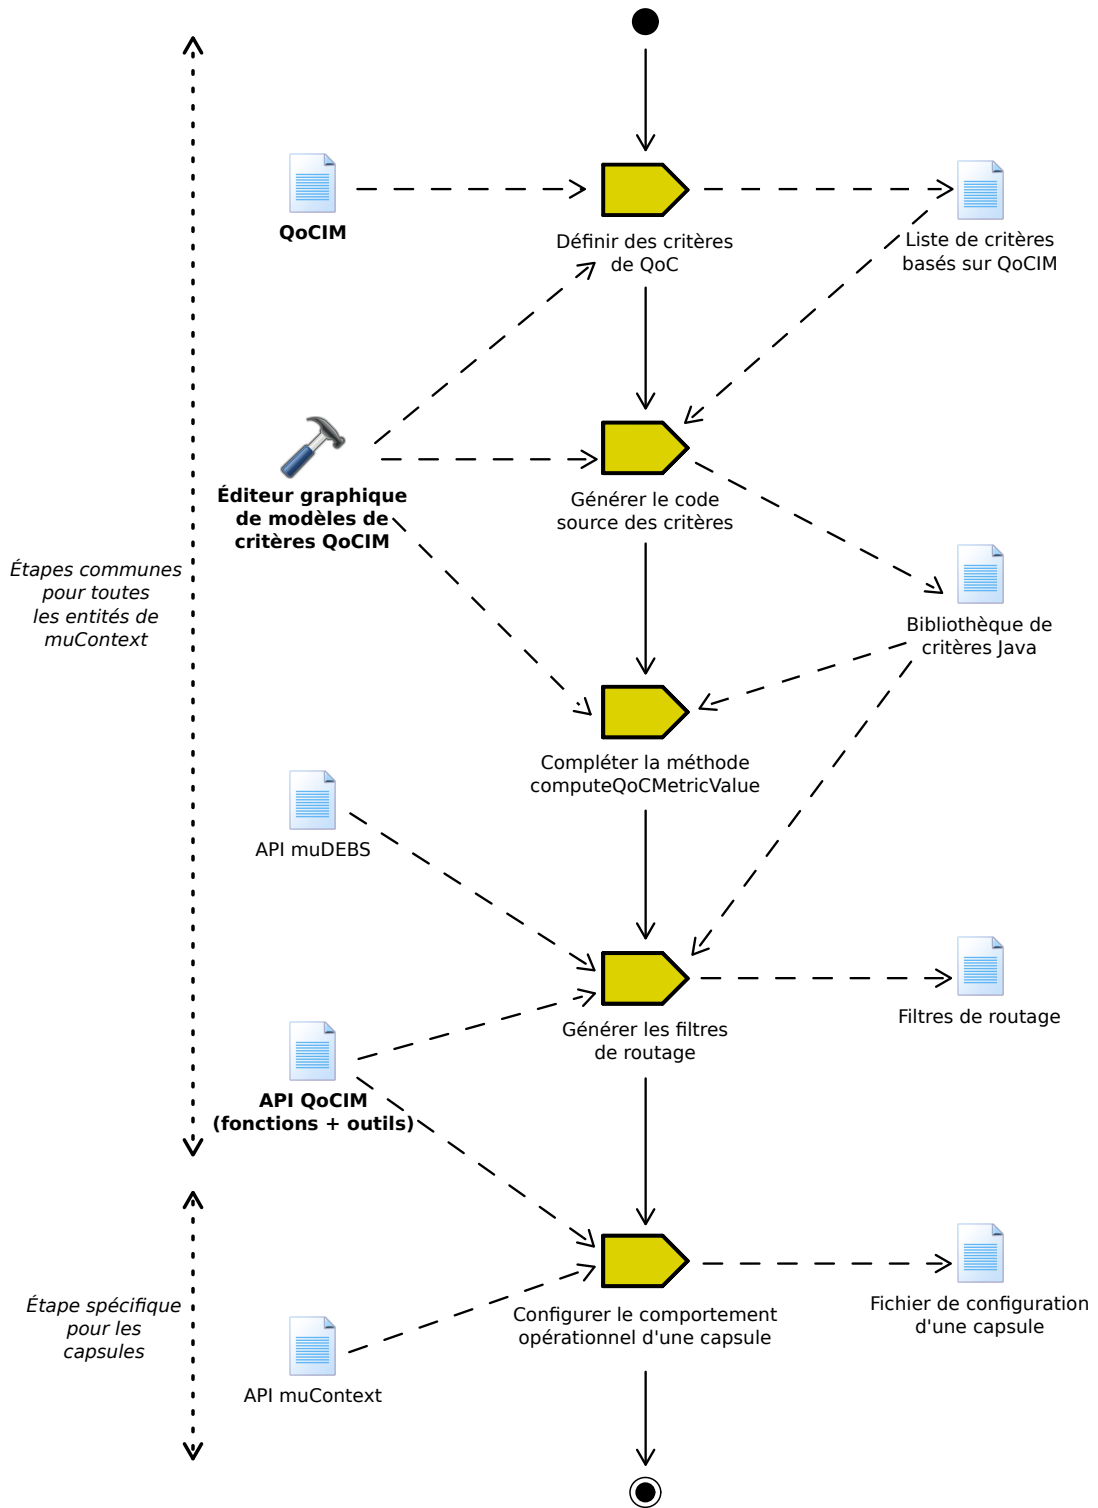 QoCIM
Définir des critères
de QoC
Liste de critères
basés sur QoCIM
Éditeur graphique
de modèles de
critères QoCIM
Générer le code
source des critères
Étapes communes
pour toutes
les entités de
muContext
Bibliothèque de
critères Java
Compléter la méthode
computeQoCMetricValue
API muDEBS
Générer les filtres
de routage
Filtres de routage
API QoCIM
(fonctions + outils)
Étape spécifique
pour les
capsules
Configurer le comportement
opérationnel d'une capsule
Fichier de configuration
d'une capsule
API muContext